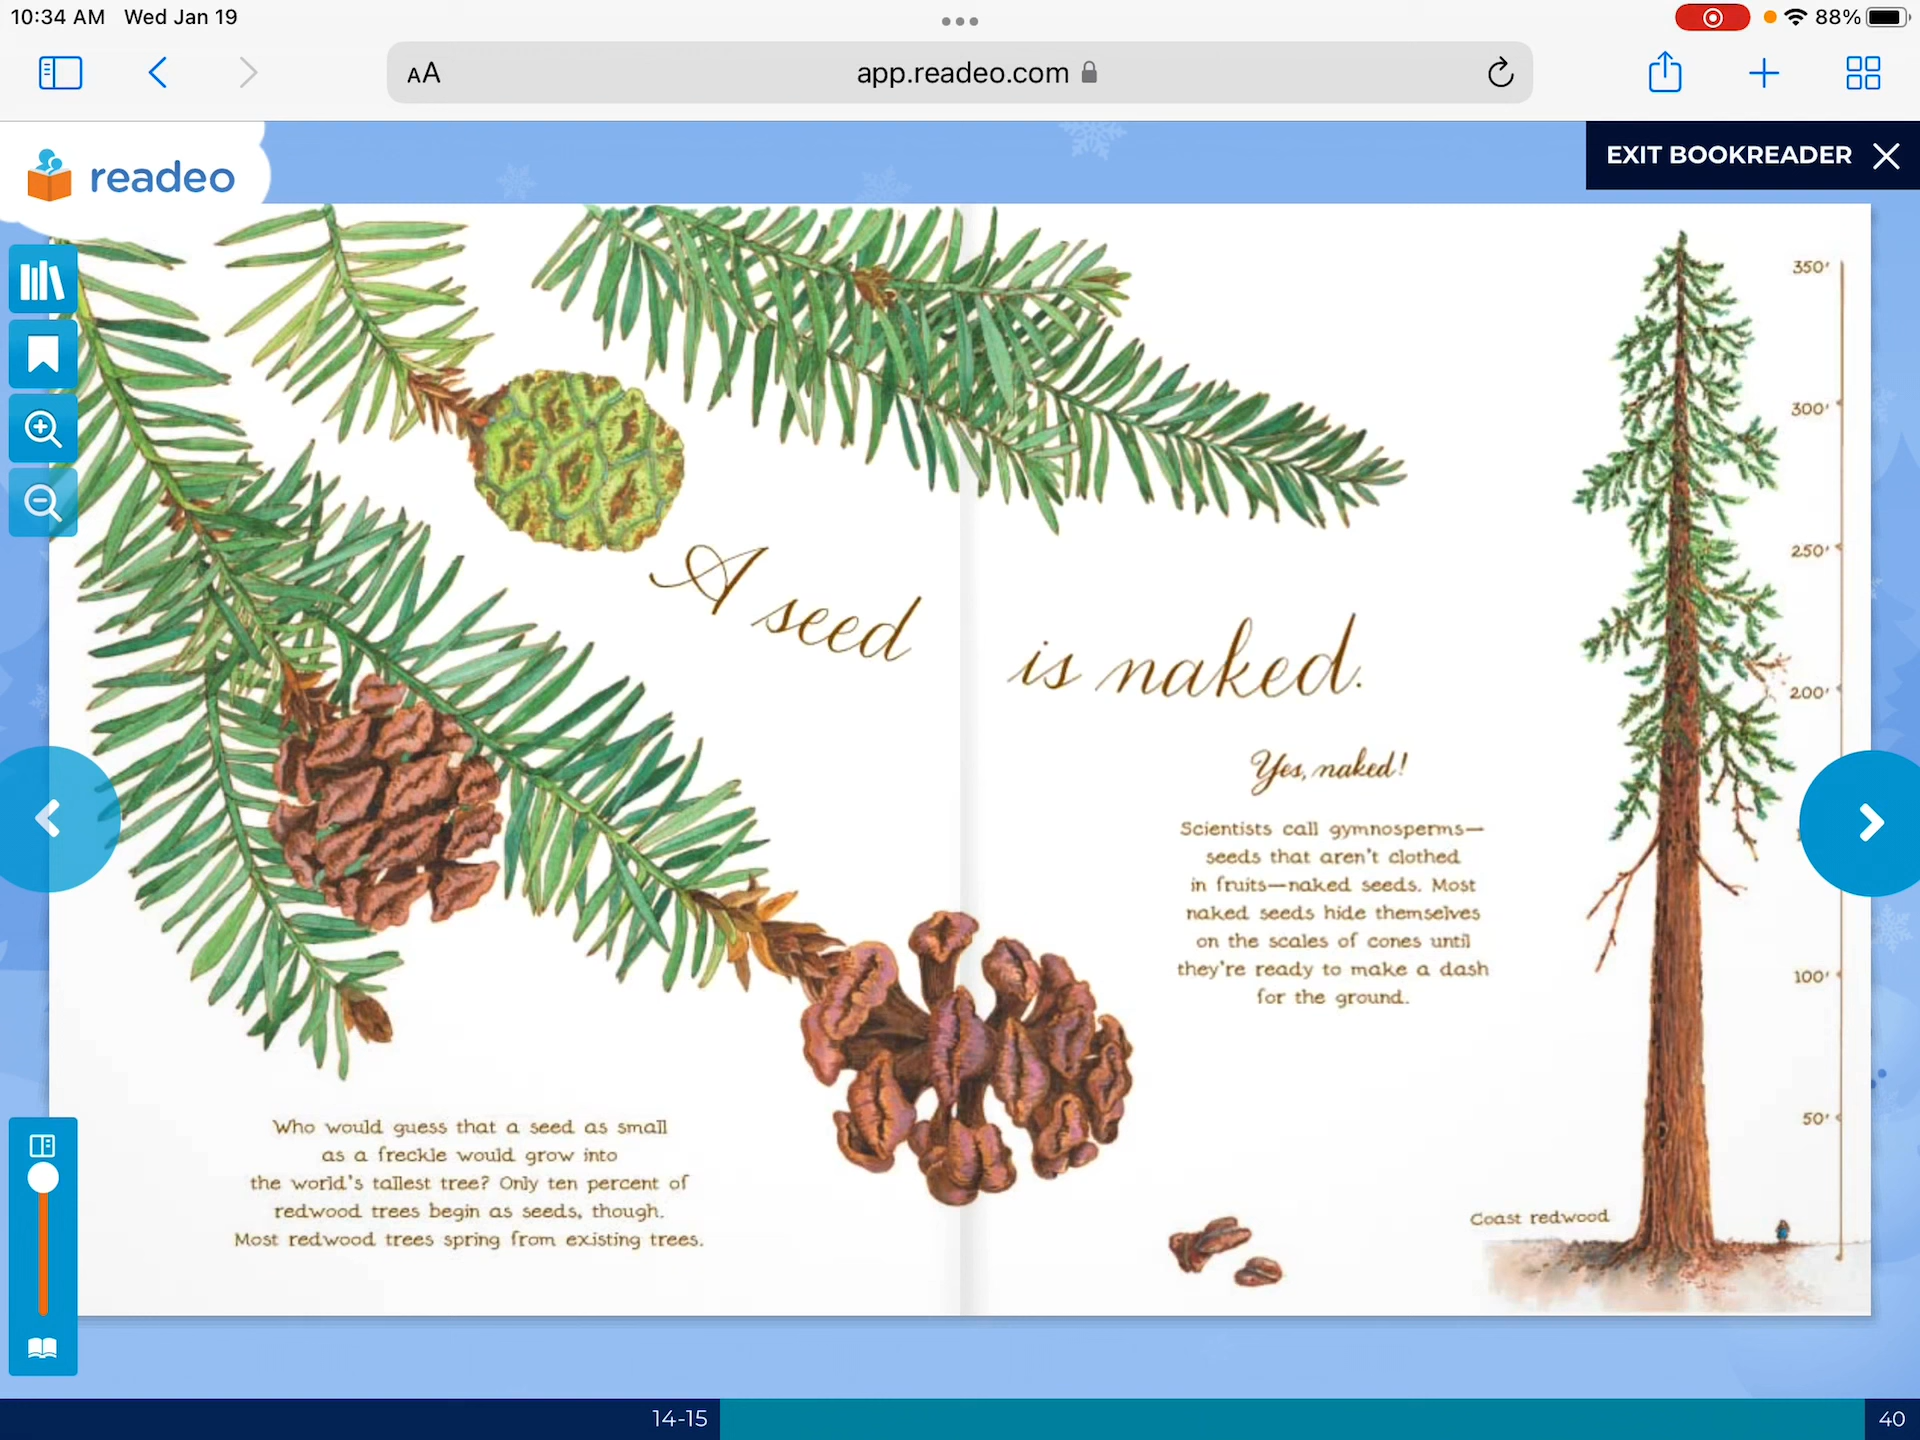 10:34 AM Wed Jan 19
88%
AA
app.readeo.com
readeo
EXIT BOOKREADER
A seed is naked.
Yes, naked!
Scientists call gymnosperms—
seeds that aren't clothed
in fruits—naked seeds. Most
naked seeds hide themselves
on the scales of cones until
they're ready to make a dash
for the ground.
Who would guess that a seed as small
as a freckle would grow into
the world's tallest tree? Only ten percent of
redwood trees begin as seeds, though.
Most redwood trees spring from existing trees.
350'
300'
250'
200'
100'
50'
Coast redwood
14-15
40